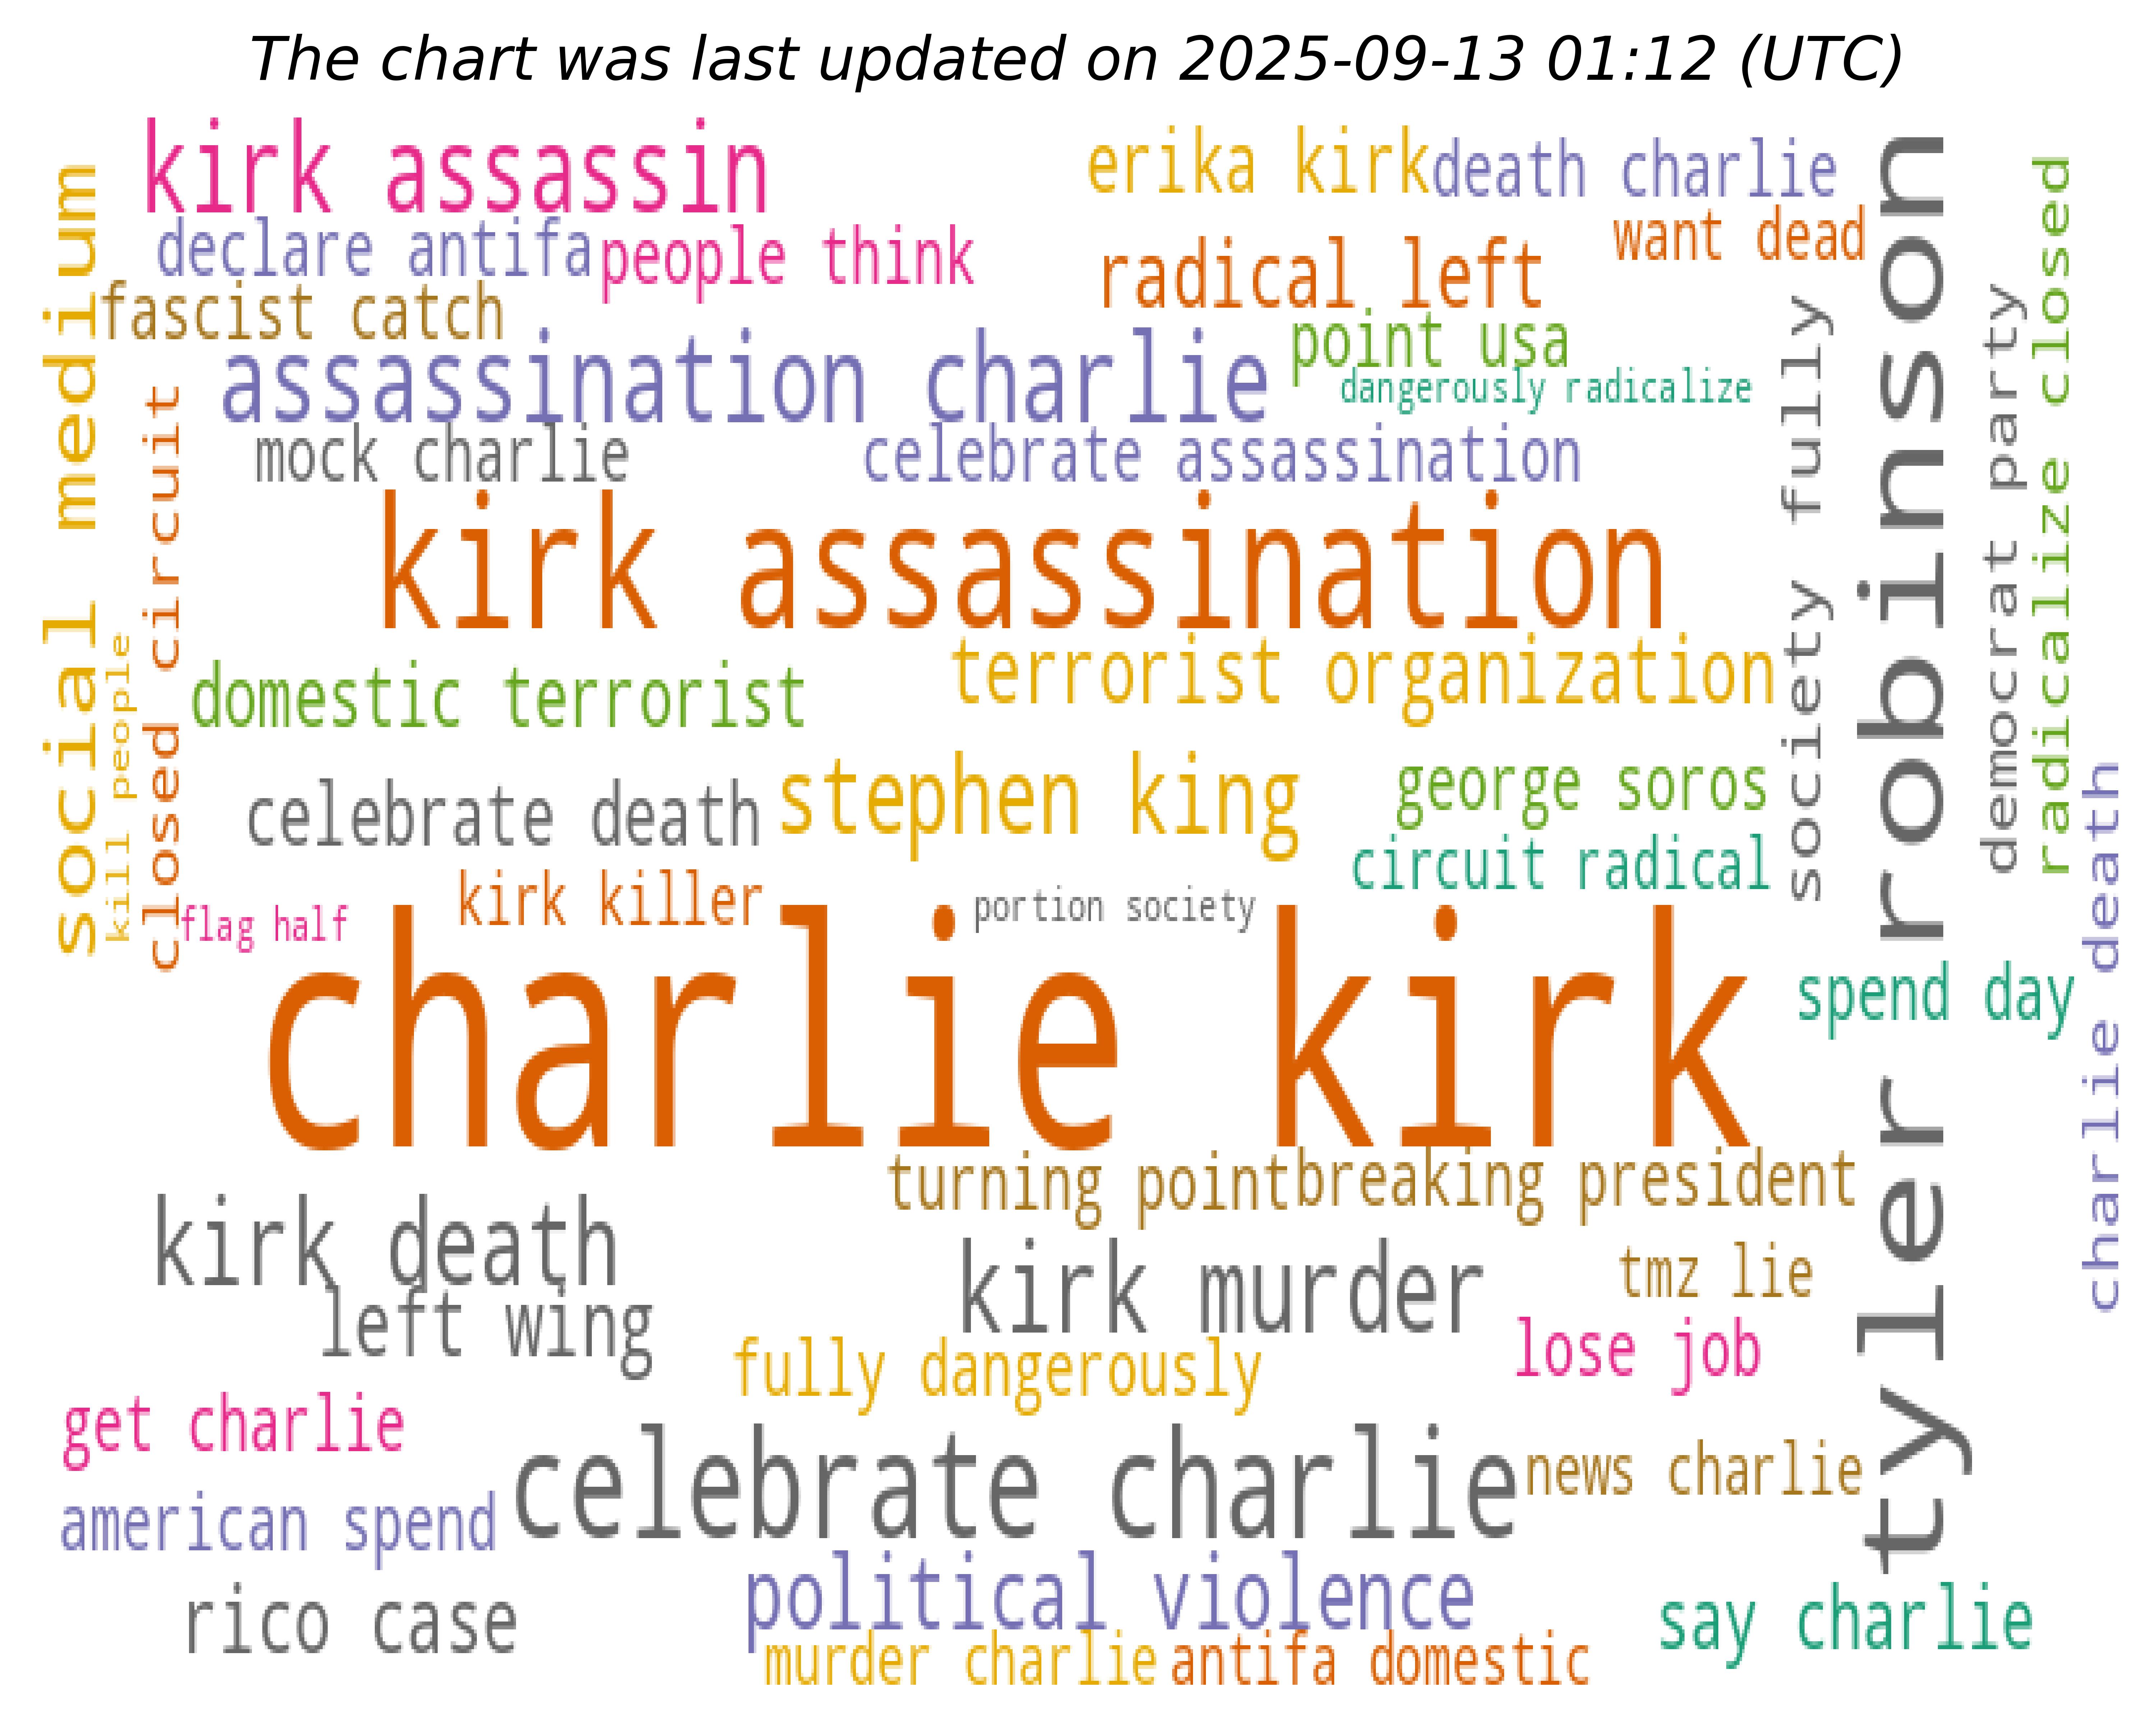 The chart was last updated on 2025-09-13 01:12 (UTC)
kirk assassin
erika kirk
death charlie
declare antifa
people think
radical left
want dead
fascist catch
assassination charlie
point usa
dangerously radicalize
mock charlie
celebrate assassination
kirk assassination
domestic terrorist
terrorist organization
celebrate death
stephen king
george soros
circuit radical
kirk killer
portion society
flag half
charlie kirk
spend day
turning point
breaking president
kirk death
kirk murder
tmz lie
left wing
fully dangerously
lose job
get charlie
celebrate charlie
news charlie
american spend
political violence
rico case
say charlie
murder charlie
antifa domestic
social medium
kill people
closed circuit
society fully
tyler robinson
democrat party
radicalize closed
charlie death